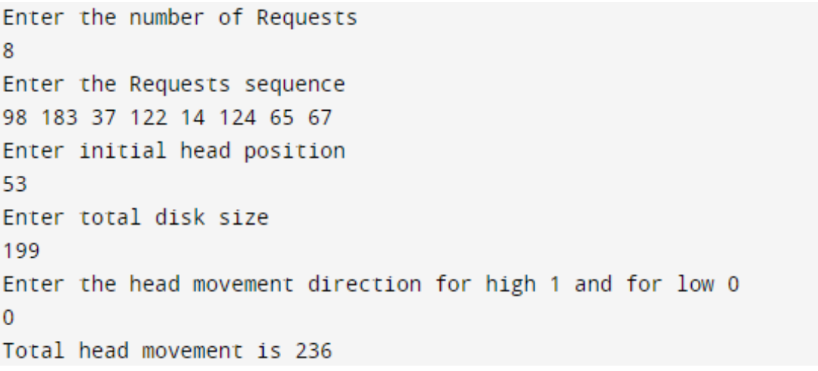 Enter the number of Requests
8
Enter the Requests sequence
98 183 37 122 14 124 65 67
Enter initial head position
53
Enter total disk size
199
Enter the head movement direction for high 1 and for low 0
0
Total head movement is 236